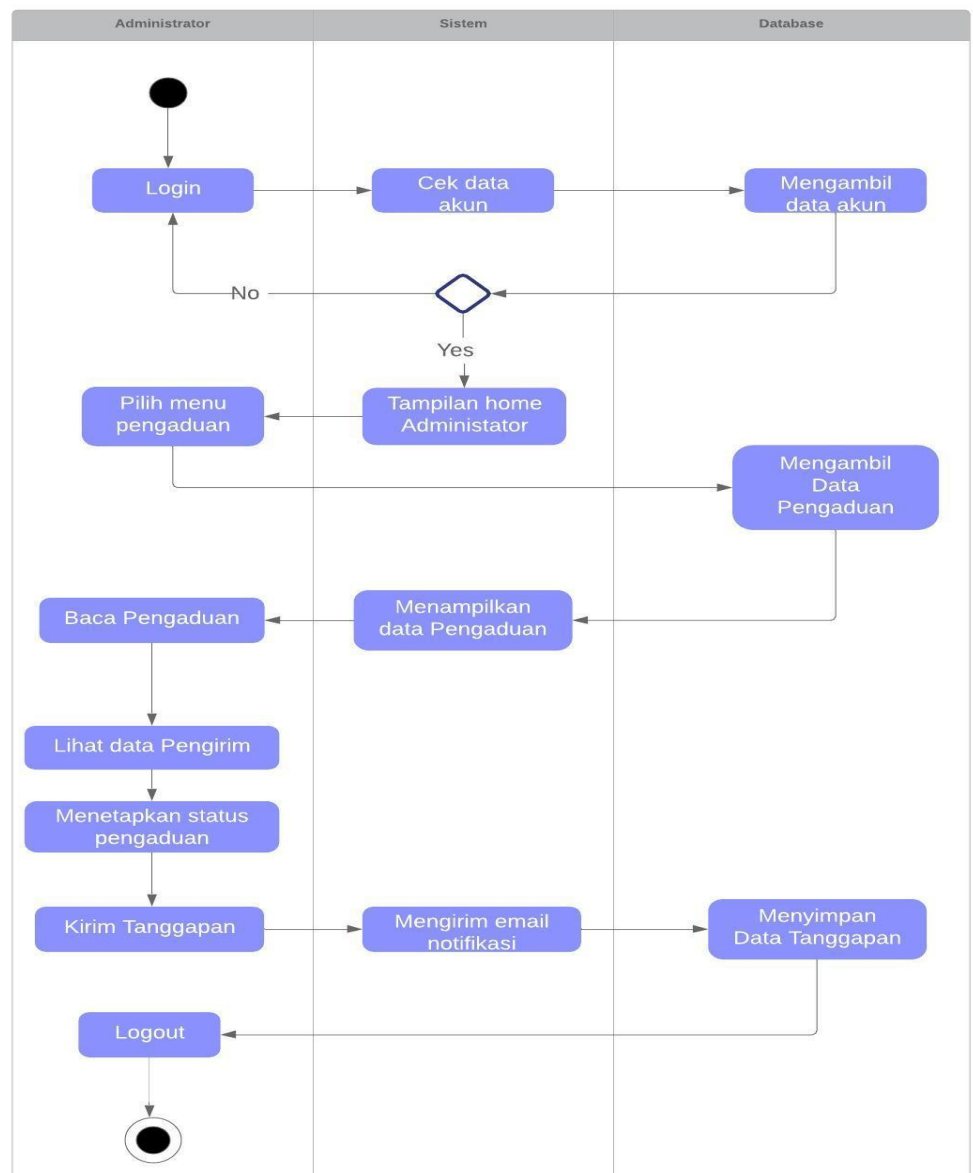 Administrator
Sistem
Database
Login
Cek data
akun
Mengambil
data akun
No
Yes
Pilih menu
pengaduan
Tampilan home
Administator
Mengambil
Data
Pengaduan
Baca Pengaduan
Menampilkan
data Pengaduan
Lihat data Pengirim
Menetapkan status
pengaduan
Kirim Tanggapan
Mengirim email
notifikasi
Menyimpan
Data Tanggapan
Logout